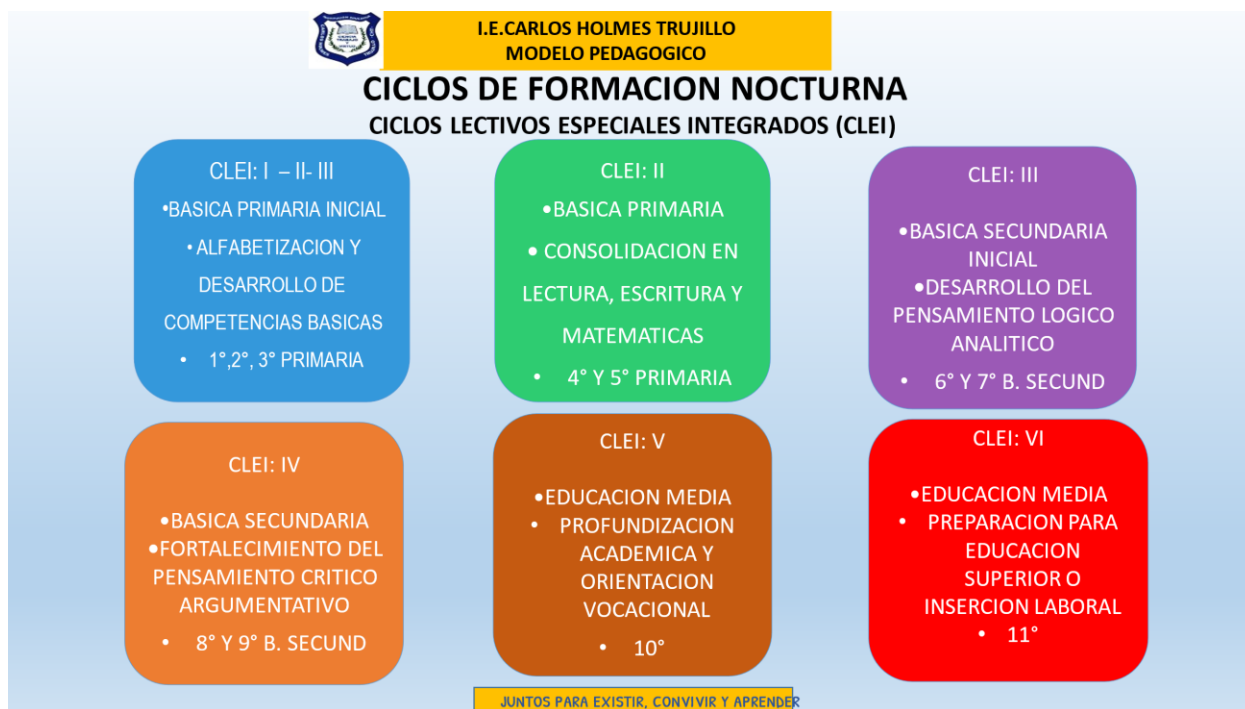 I.E.CARLOS HOLMES TRUJILLO
MODELO PEDAGOGICO
CICLOS DE FORMACION NOCTURNA
CICLOS LECTIVOS ESPECIALES INTEGRADOS (CLEI)
CLEI: I – II- III
•BASICA PRIMARIA INICIAL
• ALFABETIZACION Y
DESARROLLO DE
COMPETENCIAS BASICAS
• 1°,2°, 3° PRIMARIA
CLEI: II
•BASICA PRIMARIA
• CONSOLIDACION EN
LECTURA, ESCRITURA Y
MATEMATICAS
• 4° Y 5° PRIMARIA
CLEI: III
•BASICA SECUNDARIA
INICIAL
•DESARROLLO DEL
PENSAMIENTO LOGICO
ANALITICO
• 6° Y 7° B. SECUND
CLEI: IV
•BASICA SECUNDARIA
•FORTALECIMIENTO DEL
PENSAMIENTO CRITICO
ARGUMENTATIVO
• 8° Y 9° B. SECUND
CLEI: V
•EDUCACION MEDIA
• PROFUNDIZACION
ACADEMICA Y
ORIENTACION
VOCACIONAL
• 10°
CLEI: VI
•EDUCACION MEDIA
• PREPARACION PARA
EDUCACION
SUPERIOR O
INSERCION LABORAL
• 11°
JUNTOS PARA EXISTIR, CONVIVIR Y APRENDER